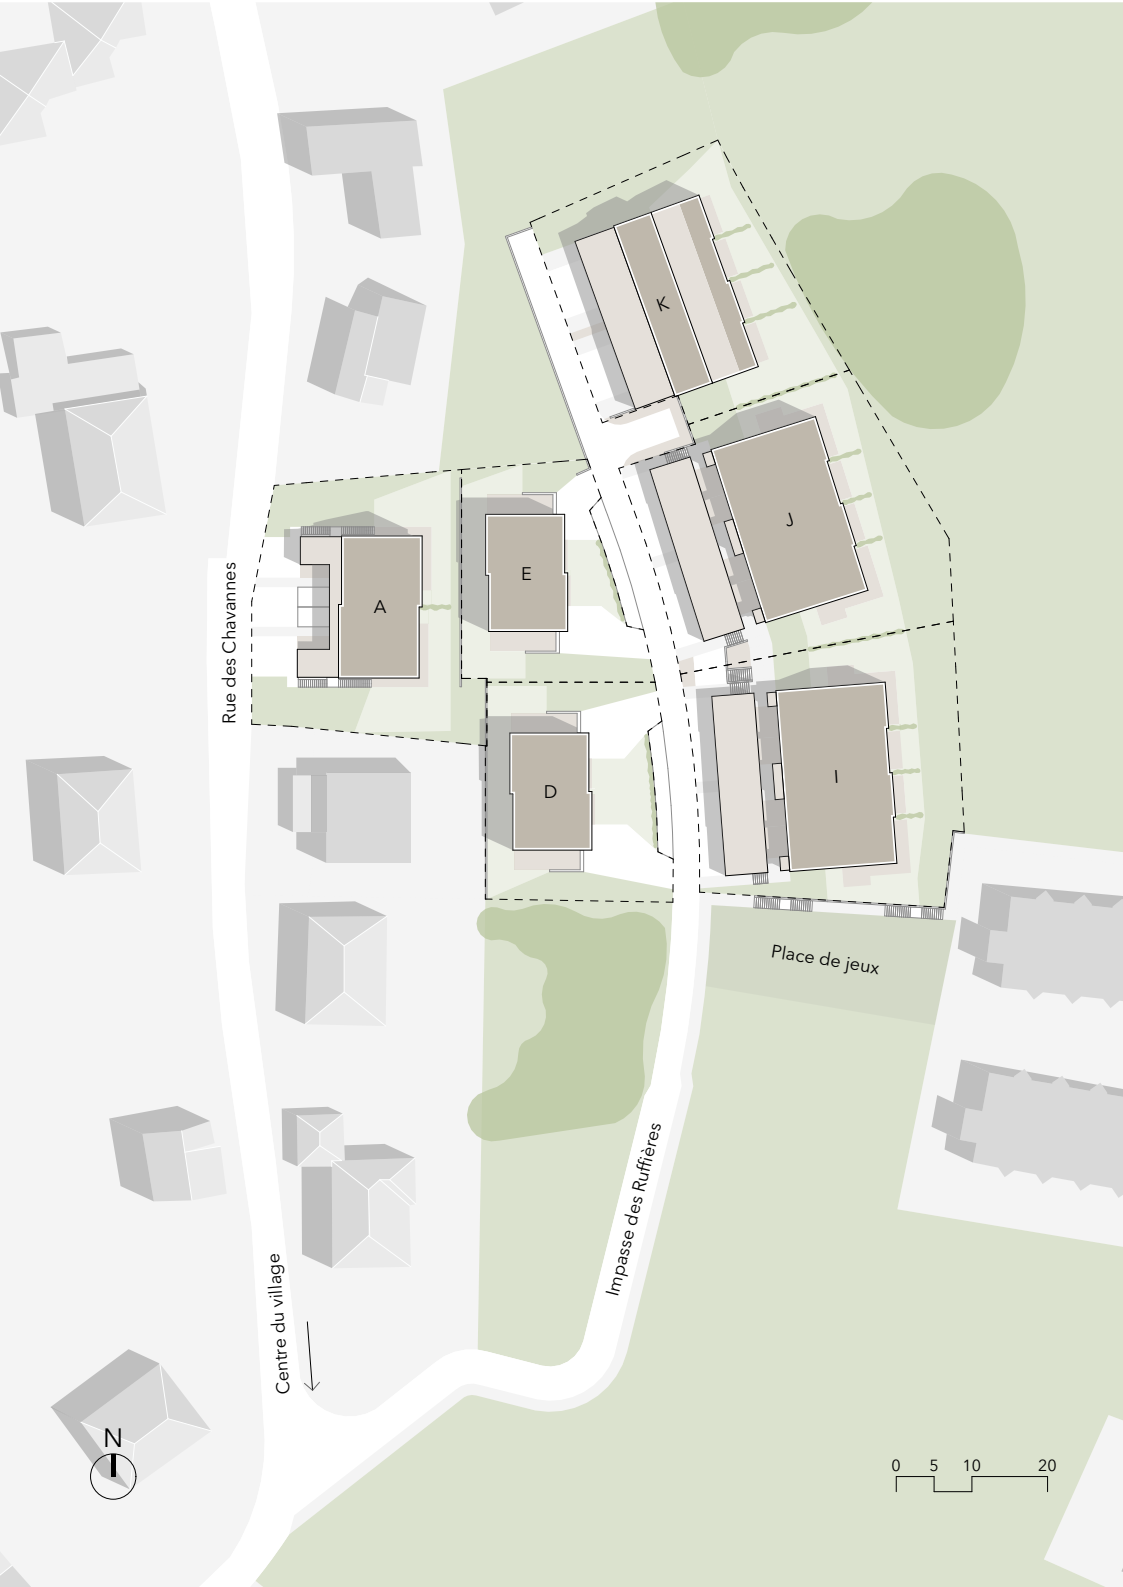 K
J
E
A
Rue des Chavannes
I
D
Place de jeux
Impasse des Ruffières
Centre du village
N
0 5 10 20